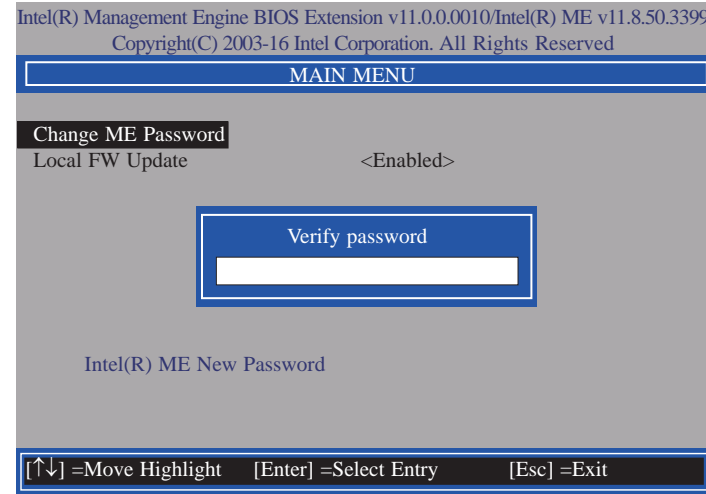 Intel(R) Management Engine BIOS Extension v11.0.0.0010/Intel(R) ME v11.8.50.3399
Copyright(C) 2003-16 Intel Corporation. All Rights Reserved
MAIN MENU
Change ME Password
Local FW Update <Enabled>
Verify password
Intel(R) ME New Password
[↑↓] =Move Highlight [Enter] =Select Entry [Esc] =Exit